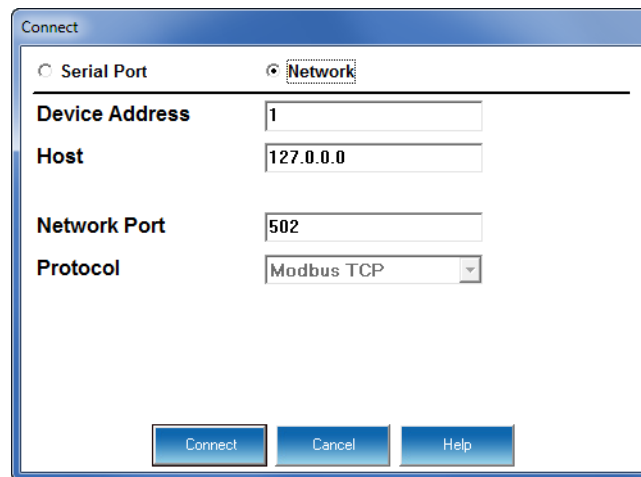 Connect
Serial Port Network
Device Address 1
Host 127.0.0.0
Network Port 502
Protocol Modbus TCP
Connect Cancel Help